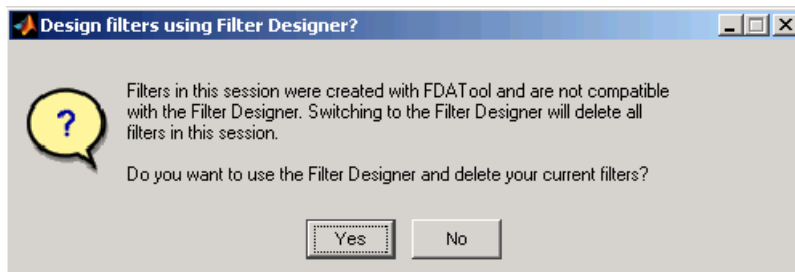 Design filters using Filter Designer?
Filters in this session were created with FDATool and are not compatible
with the Filter Designer. Switching to the Filter Designer will delete all
filters in this session.
Do you want to use the Filter Designer and delete your current filters?
Yes No